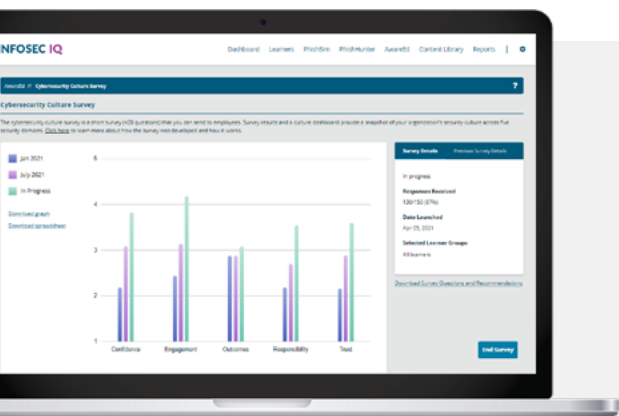 INFOSEC IQ
Dashboard Learners PhishSim PhishHunter AwareEd Content Library Reports |
AwareEd // Cybersecurity Culture Survey ?
Cybersecurity Culture Survey
The cybersecurity culture survey is a short survey (<20 questions) that you can send to employees. Survey results and a culture dashboard provide a snapshot of your organization's security culture across five
security domains. Click here to learn more about how the survey was developed and how it works.
Jan 2021
July 2021
In Progress
Download graph
Download spreadsheet
5
4
3
2
1
Confidence Engagement Outcomes Responsibility Trust
Survey Details Previous Survey Details
In progress
Responses Received
130/150 (87%)
Date Launched
Apr 05, 2021
Selected Learner Groups
All learners
Download Survey Questions and Recommendations
End Survey